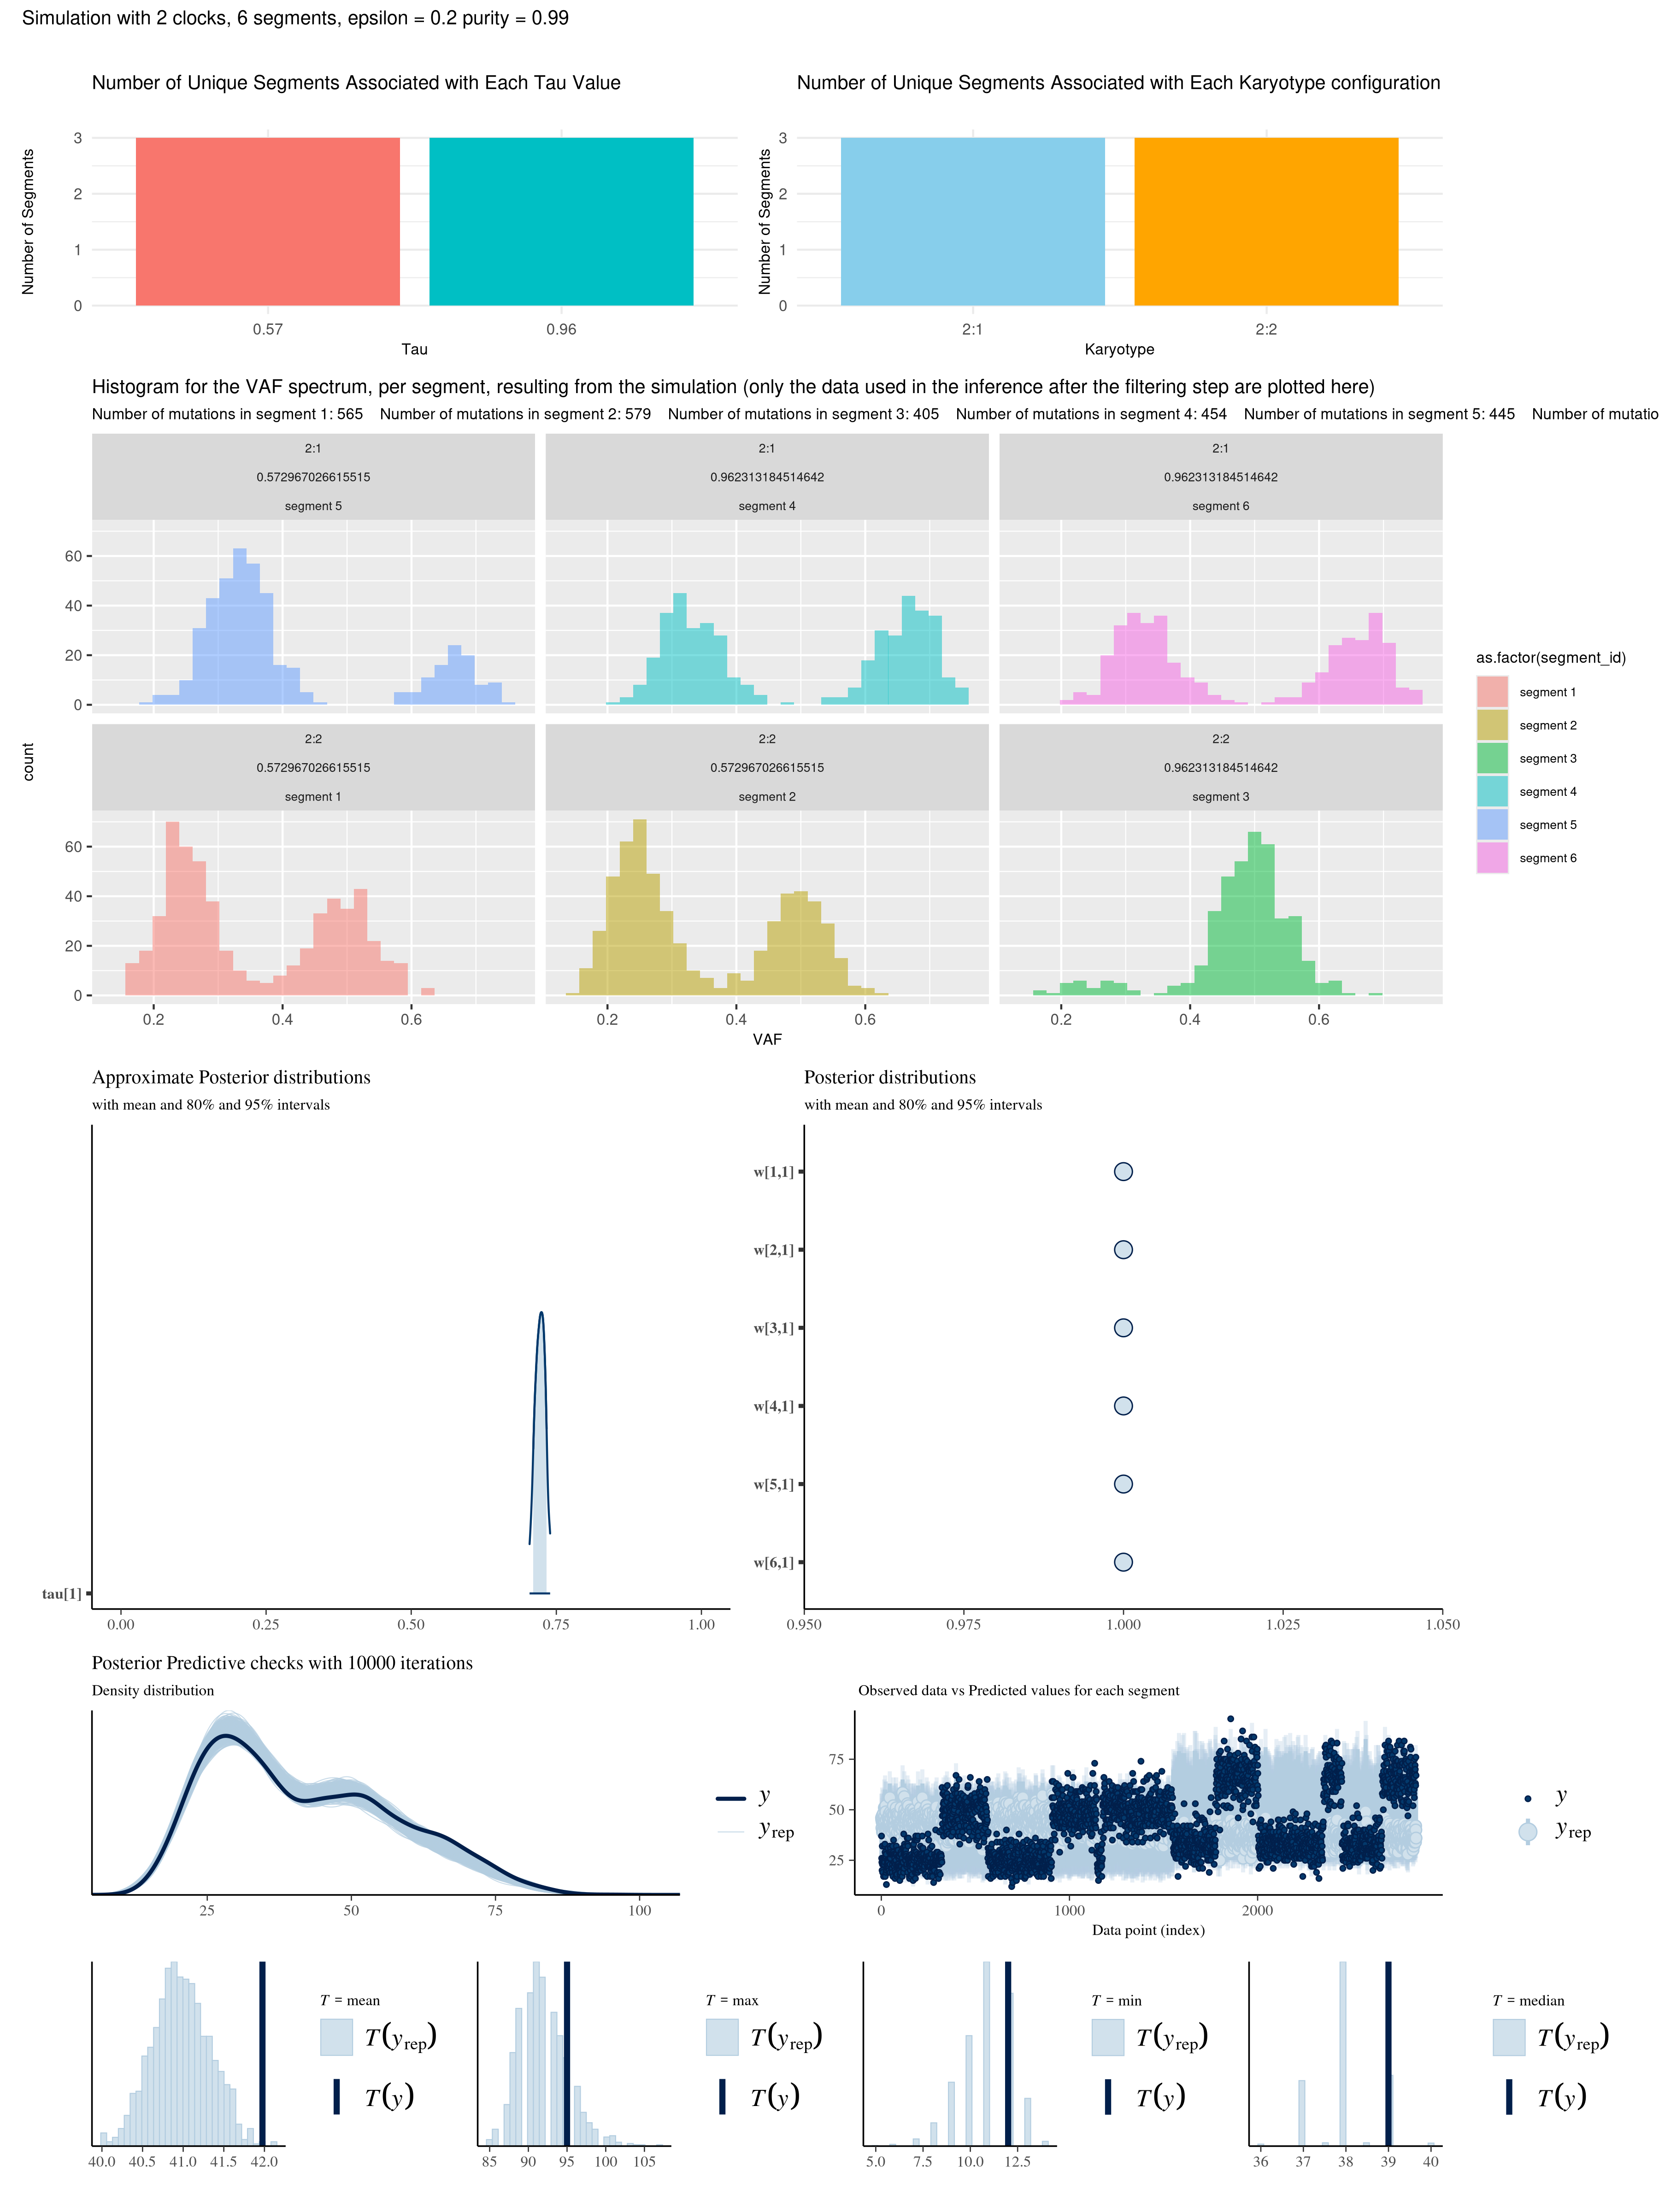 Simulation with 2 clocks, 6 segments, epsilon = 0.2 purity = 0.99
Number of Unique Segments Associated with Each Tau Value
Number of Segments
3
2
1
0
0.57
0.96
Tau
Number of Unique Segments Associated with Each Karyotype configuration
Number of Segments
3
2
1
0
2:1
2:2
Karyotype
Histogram for the VAF spectrum, per segment, resulting from the simulation (only the data used in the inference after the filtering step are plotted here)
Number of mutations in segment 1: 565 Number of mutations in segment 2: 579 Number of mutations in segment 3: 405 Number of mutations in segment 4: 454 Number of mutations in segment 5: 445 Number of mutatio
count
2:1
0.572967026615515
segment 5
2:1
0.962313184514642
segment 4
2:1
0.962313184514642
segment 6
60
40
20
0
2:2
0.572967026615515
segment 1
2:2
0.572967026615515
segment 2
2:2
0.962313184514642
segment 3
60
40
20
0
0.2
0.4
0.6
0.2
0.4
0.6
0.2
0.4
0.6
VAF
as.factor(segment_id)
segment 1
segment 2
segment 3
segment 4
segment 5
segment 6
Approximate Posterior distributions
with mean and 80% and 95% intervals
tau[1]
0.00
0.25
0.50
0.75
1.00
Posterior distributions
with mean and 80% and 95% intervals
w[1,1]
w[2,1]
w[3,1]
w[4,1]
w[5,1]
w[6,1]
0.950
0.975
1.000
1.025
1.050
Posterior Predictive checks with 10000 iterations
Density distribution
25
50
75
100
y
yrep
Observed data vs Predicted values for each segment
75
50
25
0
1000
2000
Data point (index)
y
yrep
40.0
40.5
41.0
41.5
42.0
T = mean
T(yrep)
T(y)
85
90
95
100
105
T = max
T(yrep)
T(y)
5.0
7.5
10.0
12.5
T = min
T(yrep)
T(y)
36
37
38
39
40
T = median
T(yrep)
T(y)